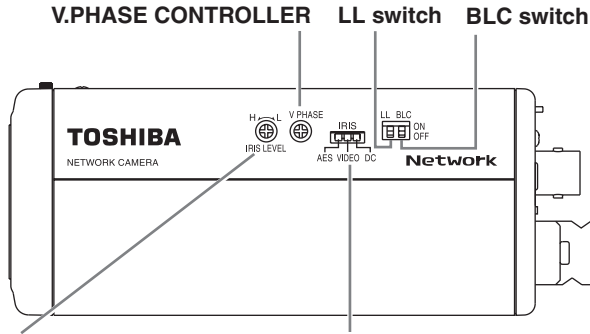 V.PHASE CONTROLLER LL switch BLC switch
H L V PHASE LL BLC
ON
IRIS OFF
TOSHIBA
IRIS LEVEL
NETWORK CAMERA AES VIDEO DC Network